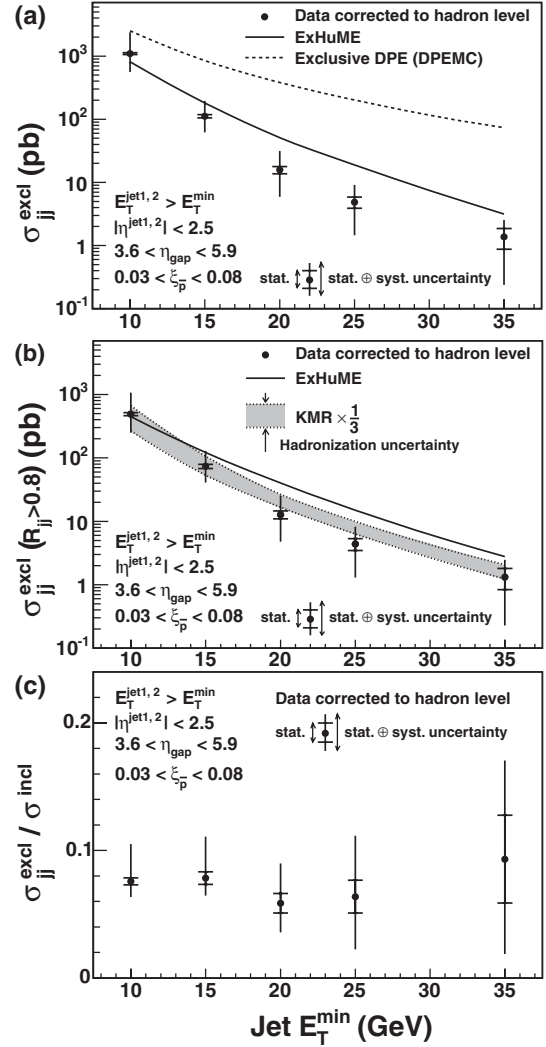 (a)
Data corrected to hadron level
ExHuME
Exclusive DPE (DPEMC)
σ_jj^excl (pb)
10^3
10^2
10
1
10^-1
E_T^jet1, 2 > E_T^min
|η^jet1, 2| < 2.5
3.6 < η_gap < 5.9
0.03 < ξ_p̅ < 0.08
stat. stat. ⊕ syst. uncertainty
10 15 20 25 30 35
(b)
Data corrected to hadron level
ExHuME
KMR × 1/3
Hadronization uncertainty
σ_jj^excl (R_jj>0.8) (pb)
10^3
10^2
10
1
10^-1
E_T^jet1, 2 > E_T^min
|η^jet1, 2| < 2.5
3.6 < η_gap < 5.9
0.03 < ξ_p̅ < 0.08
stat. stat. ⊕ syst. uncertainty
10 15 20 25 30 35
(c)
E_T^jet1, 2 > E_T^min
|η^jet1, 2| < 2.5
3.6 < η_gap < 5.9
0.03 < ξ_p̅ < 0.08
Data corrected to hadron level
stat. stat. ⊕ syst. uncertainty
σ_jj^excl / σ^incl
0.2
0.1
0
10 15 20 25 30 35
Jet E_T^min (GeV)